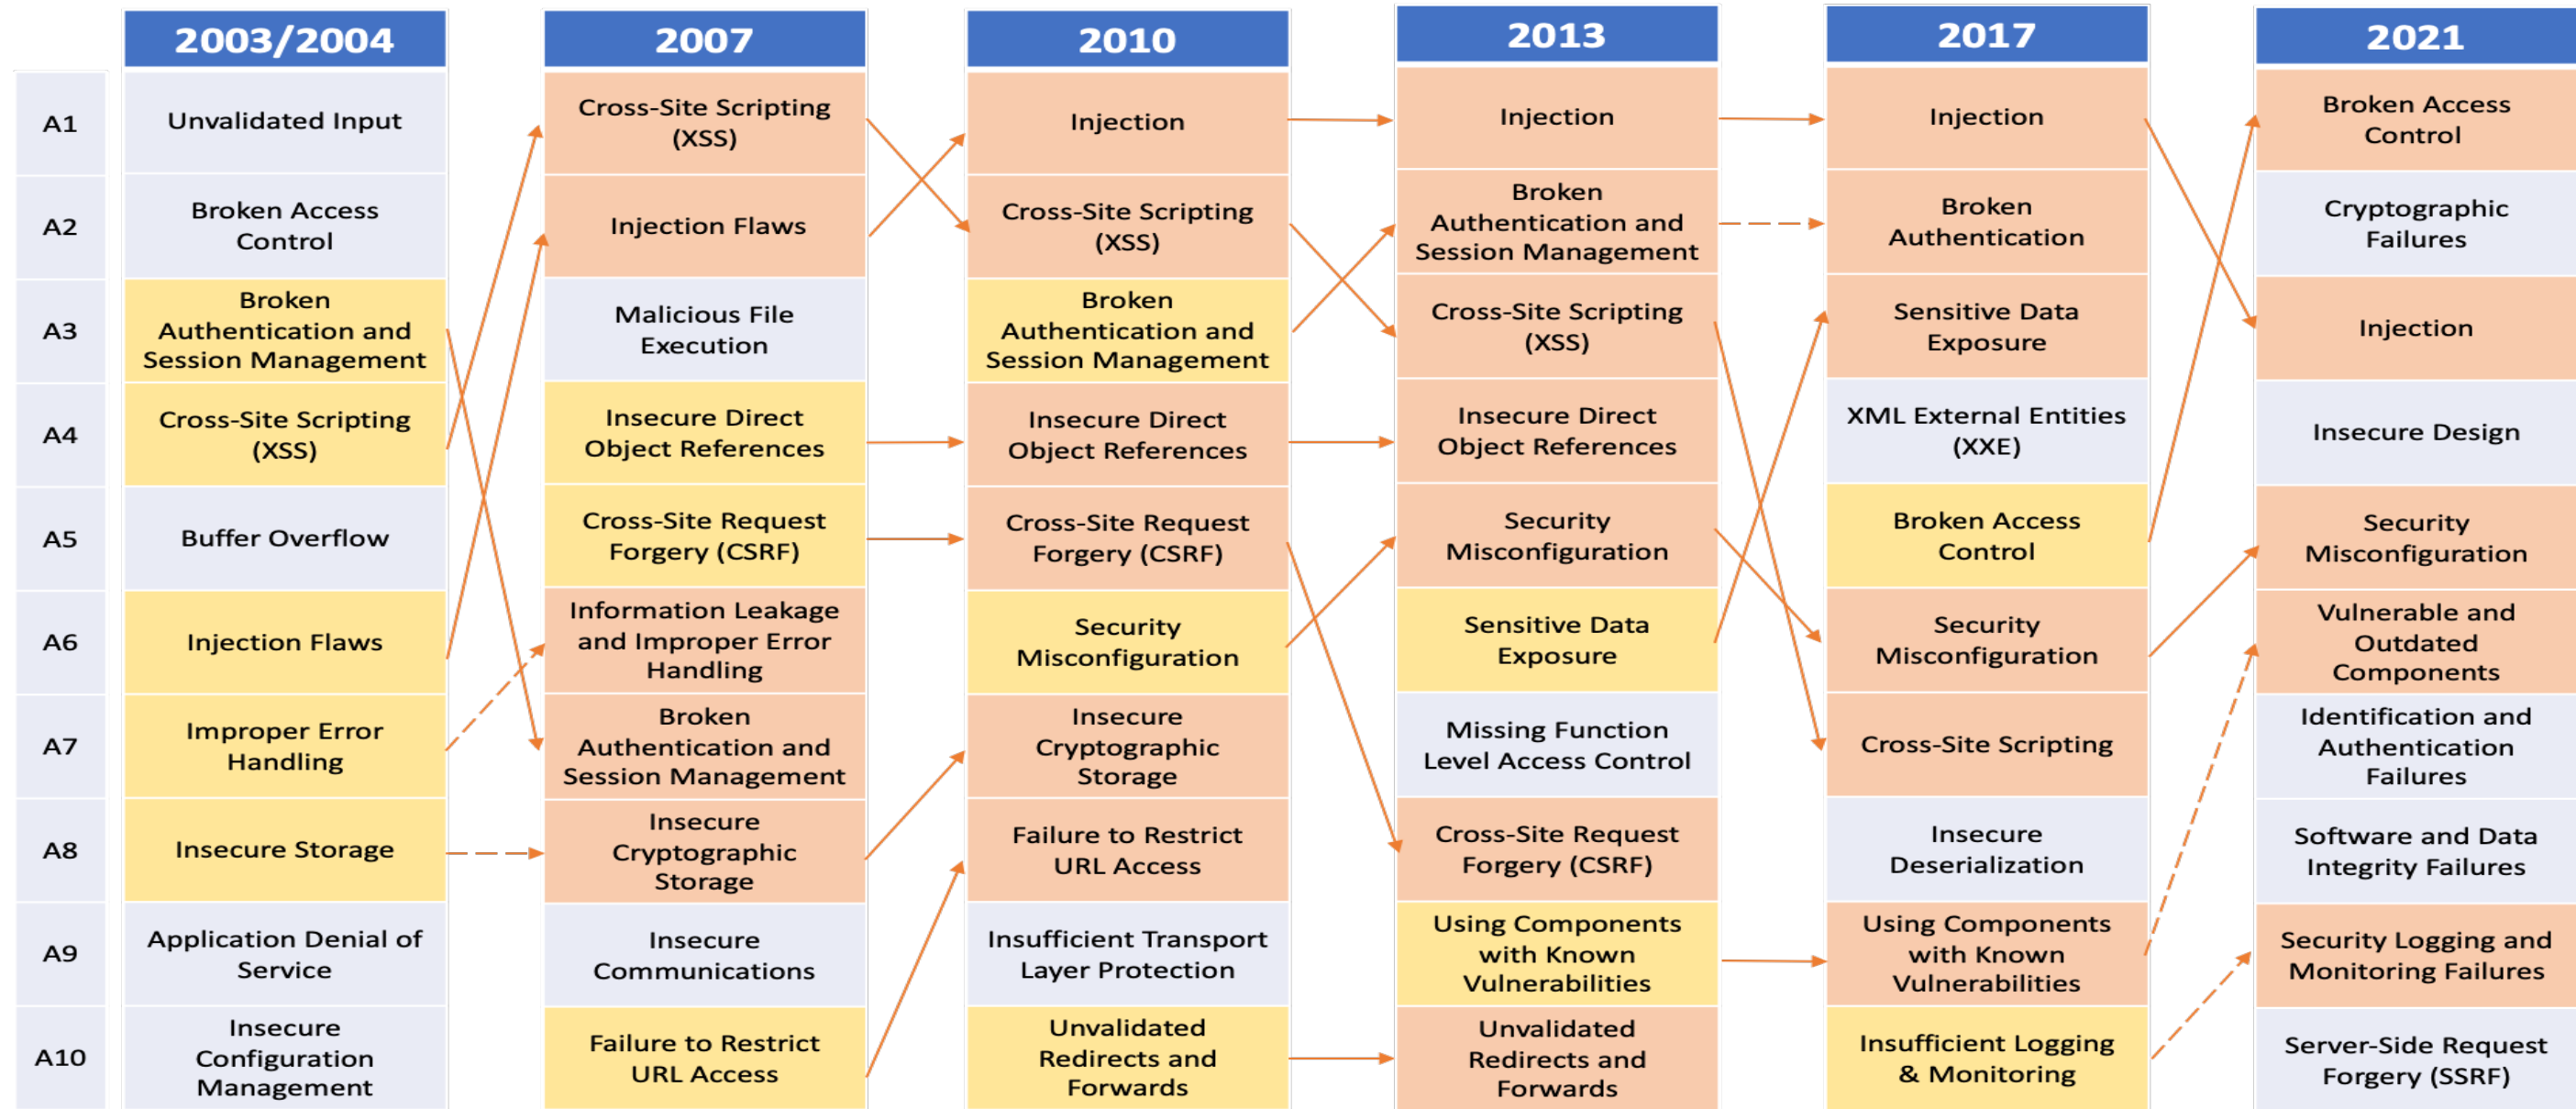 2003/2004
2007
2010
2013
2017
2021
A1
Unvalidated Input
Cross-Site Scripting
(XSS)
Injection
Injection
Injection
Broken Access
Control
A2
Broken Access
Control
Injection Flaws
Cross-Site Scripting
(XSS)
Broken
Authentication and
Session Management
Broken
Authentication
Cryptographic
Failures
A3
Broken
Authentication and
Session Management
Malicious File
Execution
Broken
Authentication and
Session Management
Cross-Site Scripting
(XSS)
Sensitive Data
Exposure
Injection
A4
Cross-Site Scripting
(XSS)
Insecure Direct
Object References
Insecure Direct
Object References
Insecure Direct
Object References
XML External Entities
(XXE)
Insecure Design
A5
Buffer Overflow
Cross-Site Request
Forgery (CSRF)
Cross-Site Request
Forgery (CSRF)
Security
Misconfiguration
Broken Access
Control
Security
Misconfiguration
A6
Injection Flaws
Information Leakage
and Improper Error
Handling
Security
Misconfiguration
Sensitive Data
Exposure
Security
Misconfiguration
Vulnerable and
Outdated
Components
A7
Improper Error
Handling
Broken
Authentication and
Session Management
Insecure
Cryptographic
Storage
Missing Function
Level Access Control
Cross-Site Scripting
Identification and
Authentication
Failures
A8
Insecure Storage
Insecure
Cryptographic
Storage
Failure to Restrict
URL Access
Cross-Site Request
Forgery (CSRF)
Insecure
Deserialization
Software and Data
Integrity Failures
A9
Application Denial of
Service
Insecure
Communications
Insufficient Transport
Layer Protection
Using Components
with Known
Vulnerabilities
Using Components
with Known
Vulnerabilities
Security Logging and
Monitoring Failures
A10
Insecure
Configuration
Management
Failure to Restrict
URL Access
Unvalidated
Redirects and
Forwards
Unvalidated
Redirects and
Forwards
Insufficient Logging
& Monitoring
Server-Side Request
Forgery (SSRF)